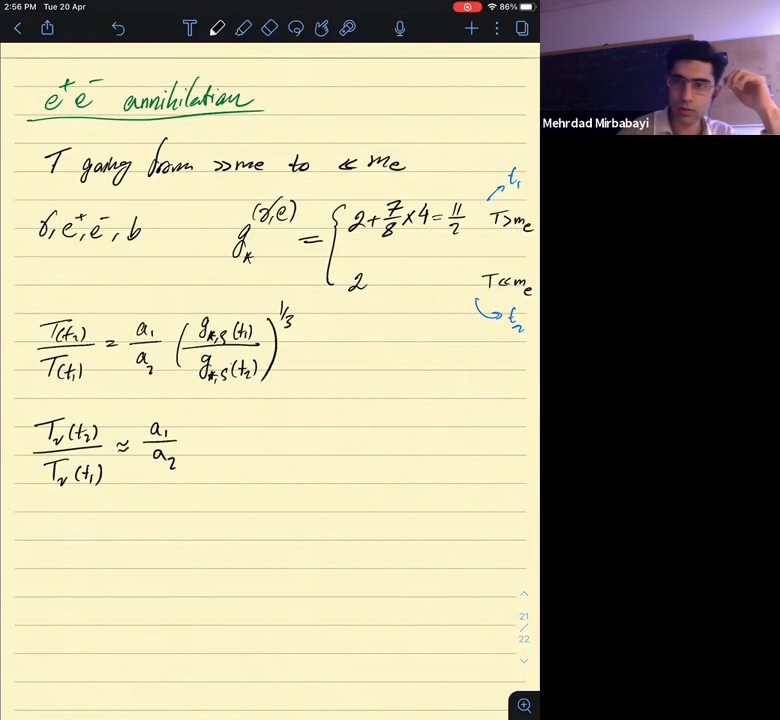 2:56 PM Tue 20 Apr
86%
Mehrdad Mirbabayi
e⁺e⁻ annihilation
T going from >>me to << me
t₁
γ, e⁺, e⁻, b g⁎^(γ,e) = { 2 + 7/8 × 4 = 11/2 T>me
2 T<<me
t₂
T(t₂)/T(t₁) = a₁/a₂ (g⁎,s(t₁)/g⁎,s(t₂))^1/3
Tν(t₂)/Tν(t₁) ≈ a₁/a₂
21
/
22